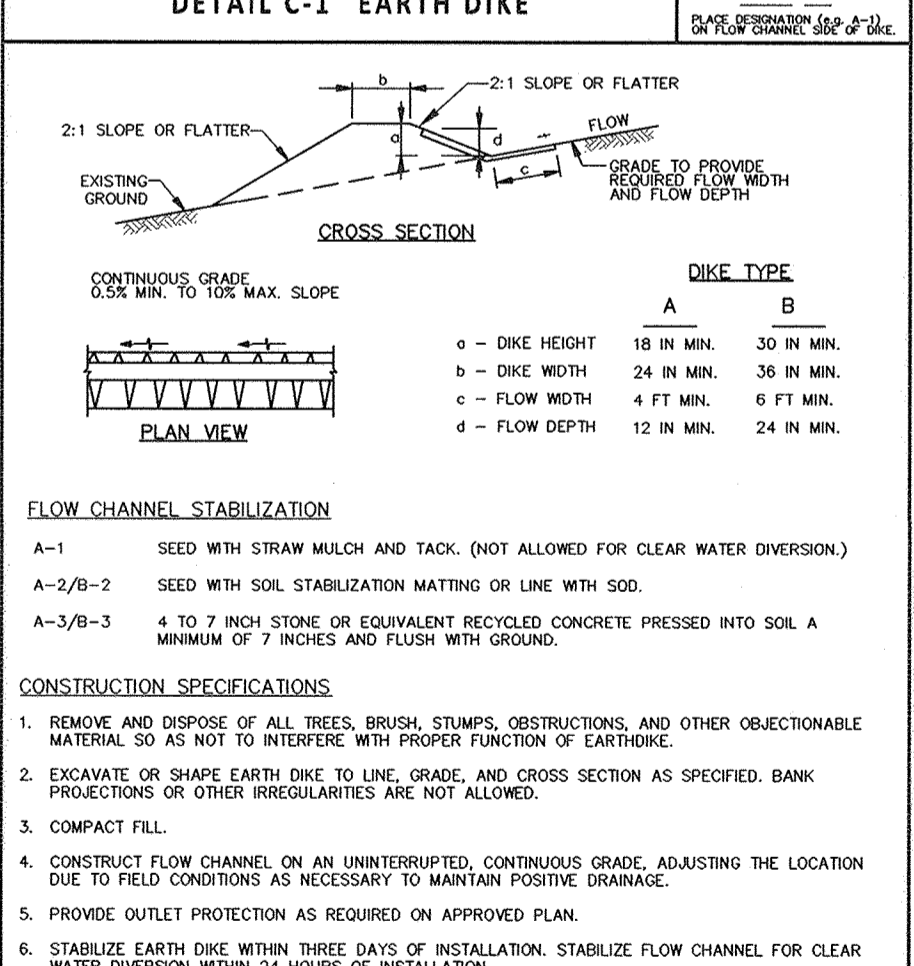 DETAIL C-1 EARTH DIKE
PLACE DESIGNATION (e.g. A-1)
ON FLOW CHANNEL SIDE OF DIKE.
b
2:1 SLOPE OR FLATTER
2:1 SLOPE OR FLATTER
a
d
FLOW
c
GRADE TO PROVIDE
REQUIRED FLOW WIDTH
AND FLOW DEPTH
EXISTING
GROUND
CROSS SECTION
CONTINUOUS GRADE
0.5% MIN. TO 10% MAX. SLOPE
PLAN VIEW
DIKE TYPE
A B
a - DIKE HEIGHT 18 IN MIN. 30 IN MIN.
b - DIKE WIDTH 24 IN MIN. 36 IN MIN.
c - FLOW WIDTH 4 FT MIN. 6 FT MIN.
d - FLOW DEPTH 12 IN MIN. 24 IN MIN.
FLOW CHANNEL STABILIZATION
A-1 SEED WITH STRAW MULCH AND TACK. (NOT ALLOWED FOR CLEAR WATER DIVERSION.)
A-2/B-2 SEED WITH SOIL STABILIZATION MATTING OR LINE WITH SOD.
A-3/B-3 4 TO 7 INCH STONE OR EQUIVALENT RECYCLED CONCRETE PRESSED INTO SOIL A
MINIMUM OF 7 INCHES AND FLUSH WITH GROUND.
CONSTRUCTION SPECIFICATIONS
1. REMOVE AND DISPOSE OF ALL TREES, BRUSH, STUMPS, OBSTRUCTIONS, AND OTHER OBJECTIONABLE
MATERIAL SO AS NOT TO INTERFERE WITH PROPER FUNCTION OF EARTHDIKE.
2. EXCAVATE OR SHAPE EARTH DIKE TO LINE, GRADE, AND CROSS SECTION AS SPECIFIED. BANK
PROJECTIONS OR OTHER IRREGULARITIES ARE NOT ALLOWED.
3. COMPACT FILL.
4. CONSTRUCT FLOW CHANNEL ON AN UNINTERRUPTED, CONTINUOUS GRADE, ADJUSTING THE LOCATION
DUE TO FIELD CONDITIONS AS NECESSARY TO MAINTAIN POSITIVE DRAINAGE.
5. PROVIDE OUTLET PROTECTION AS REQUIRED ON APPROVED PLAN.
6. STABILIZE EARTH DIKE WITHIN THREE DAYS OF INSTALLATION. STABILIZE FLOW CHANNEL FOR CLEAR
WATER DIVERSION WITHIN 24 HOURS OF INSTALLATION.